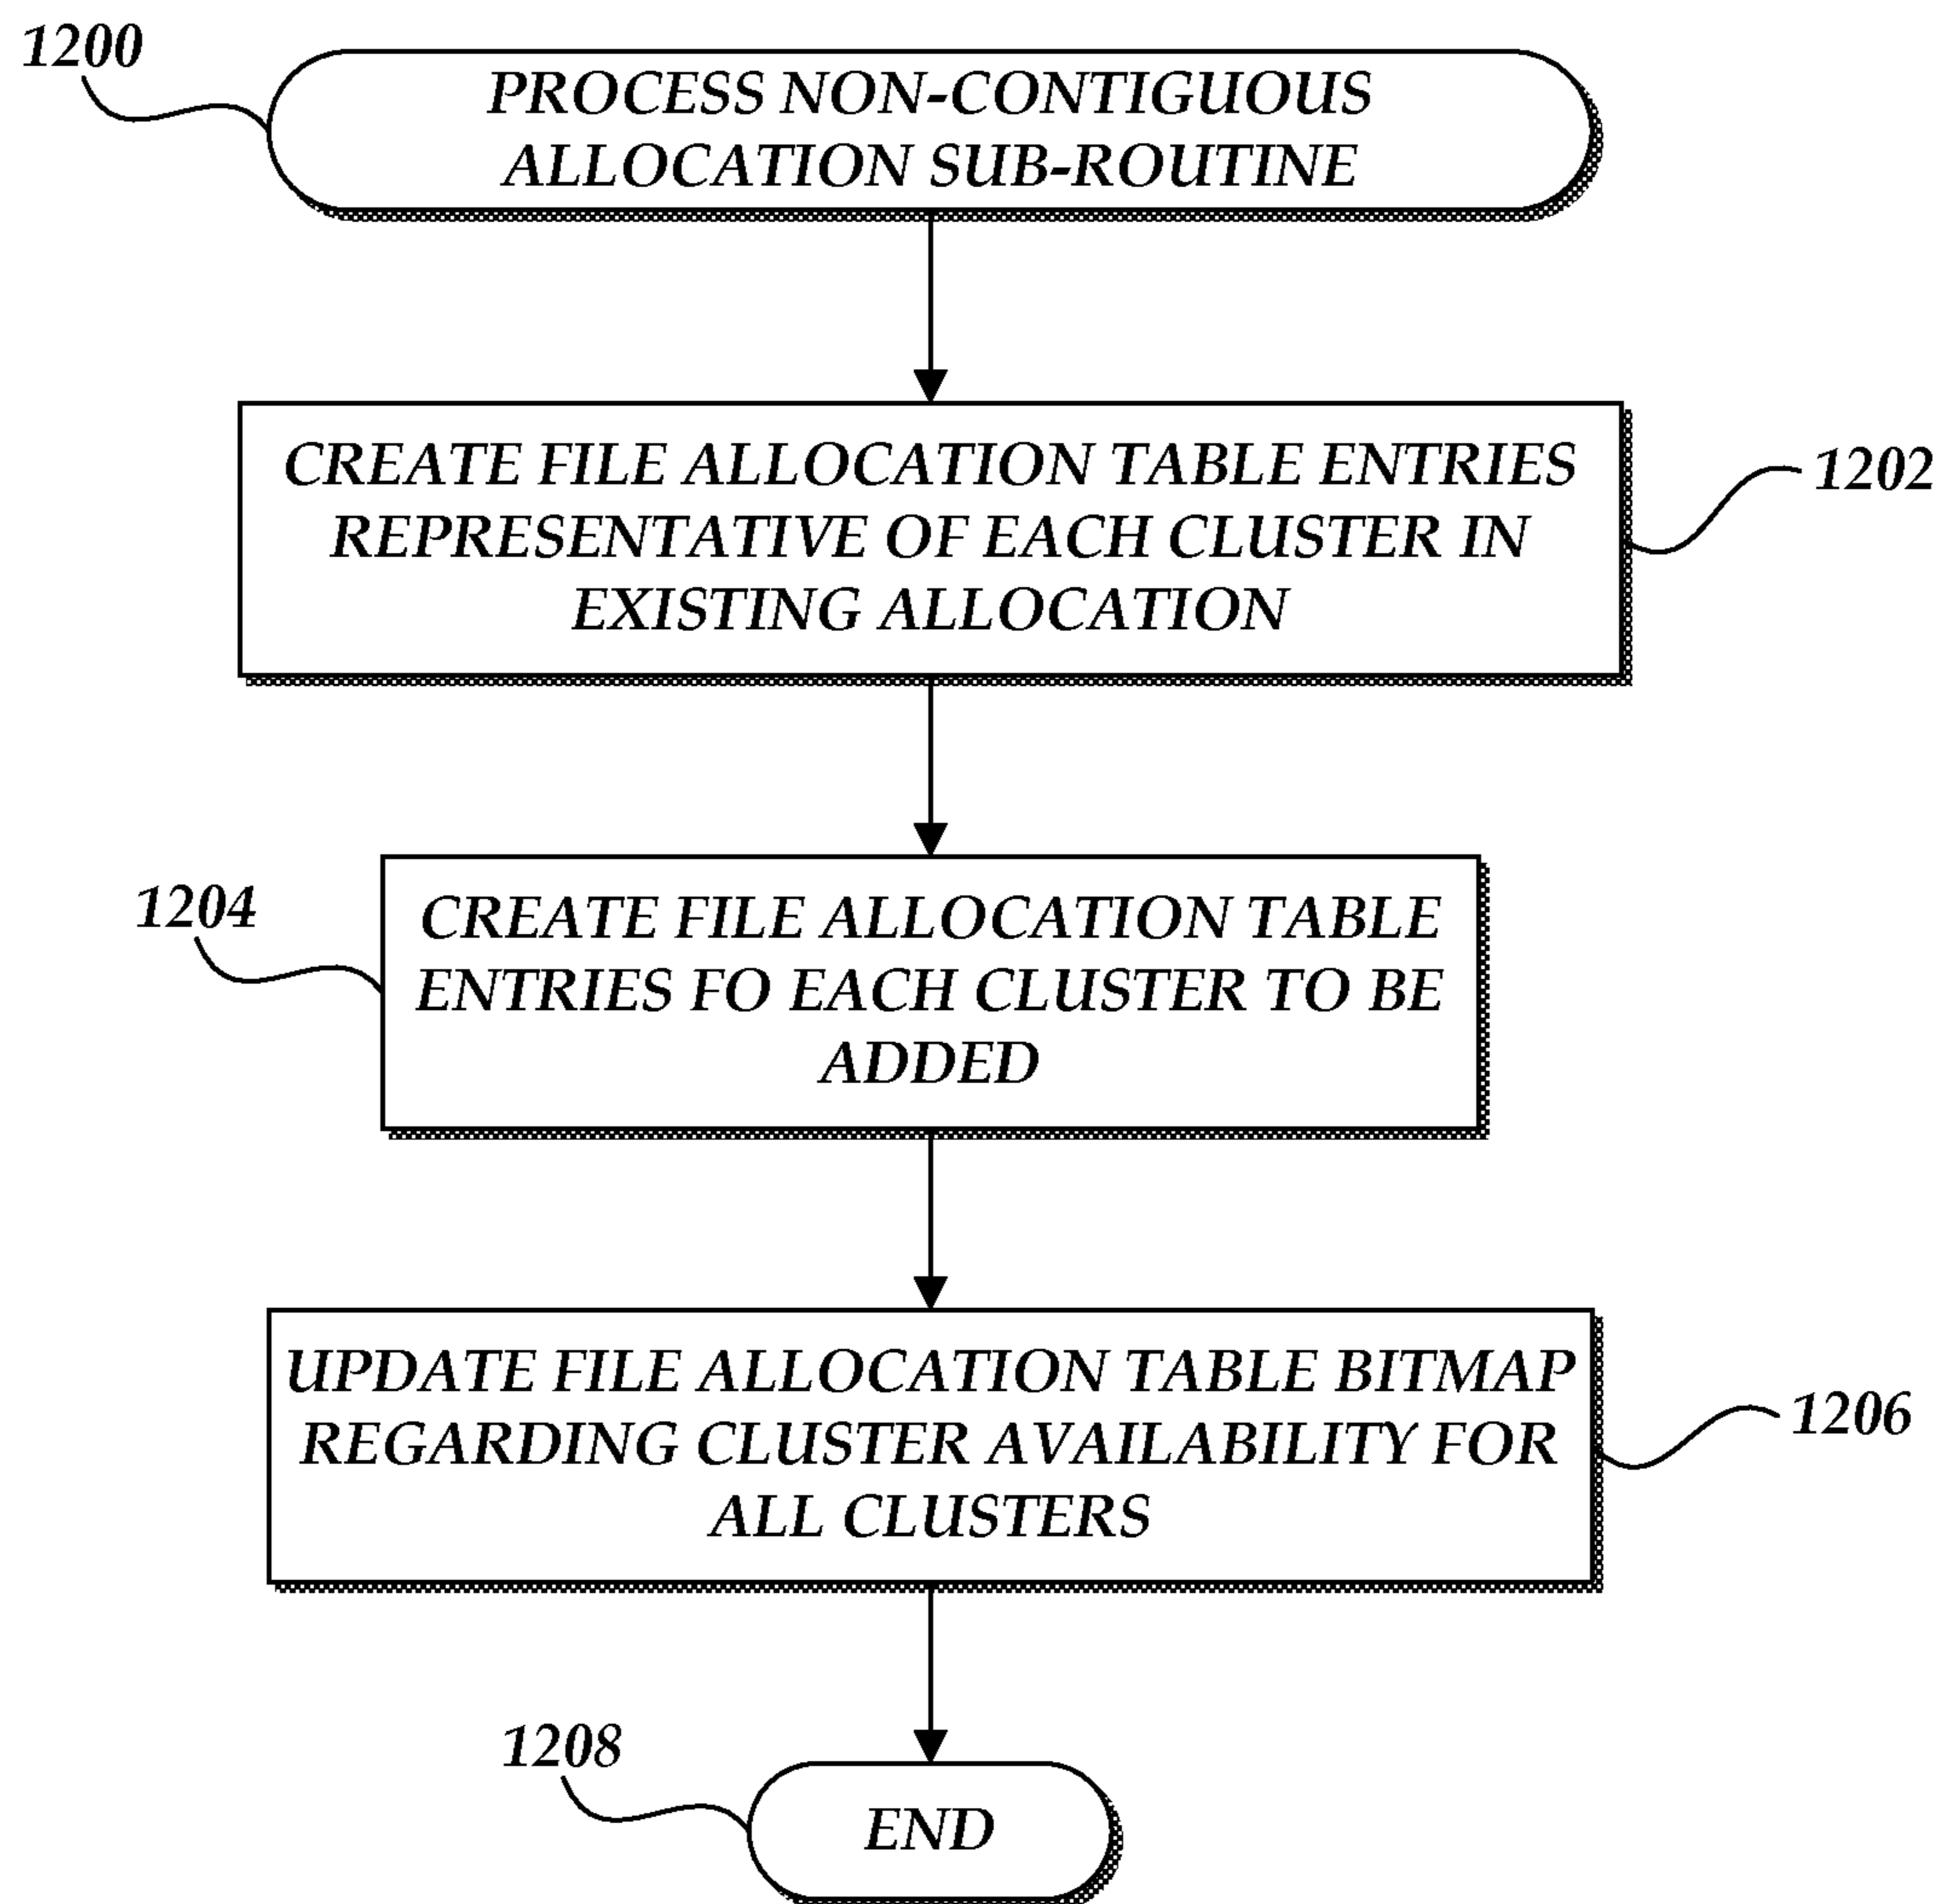 1200
PROCESS NON-CONTIGUOUS
ALLOCATION SUB-ROUTINE
CREATE FILE ALLOCATION TABLE ENTRIES
REPRESENTATIVE OF EACH CLUSTER IN
EXISTING ALLOCATION
1202
1204
CREATE FILE ALLOCATION TABLE
ENTRIES FO EACH CLUSTER TO BE
ADDED
UPDATE FILE ALLOCATION TABLE BITMAP
REGARDING CLUSTER AVAILABILITY FOR
ALL CLUSTERS
1206
1208
END